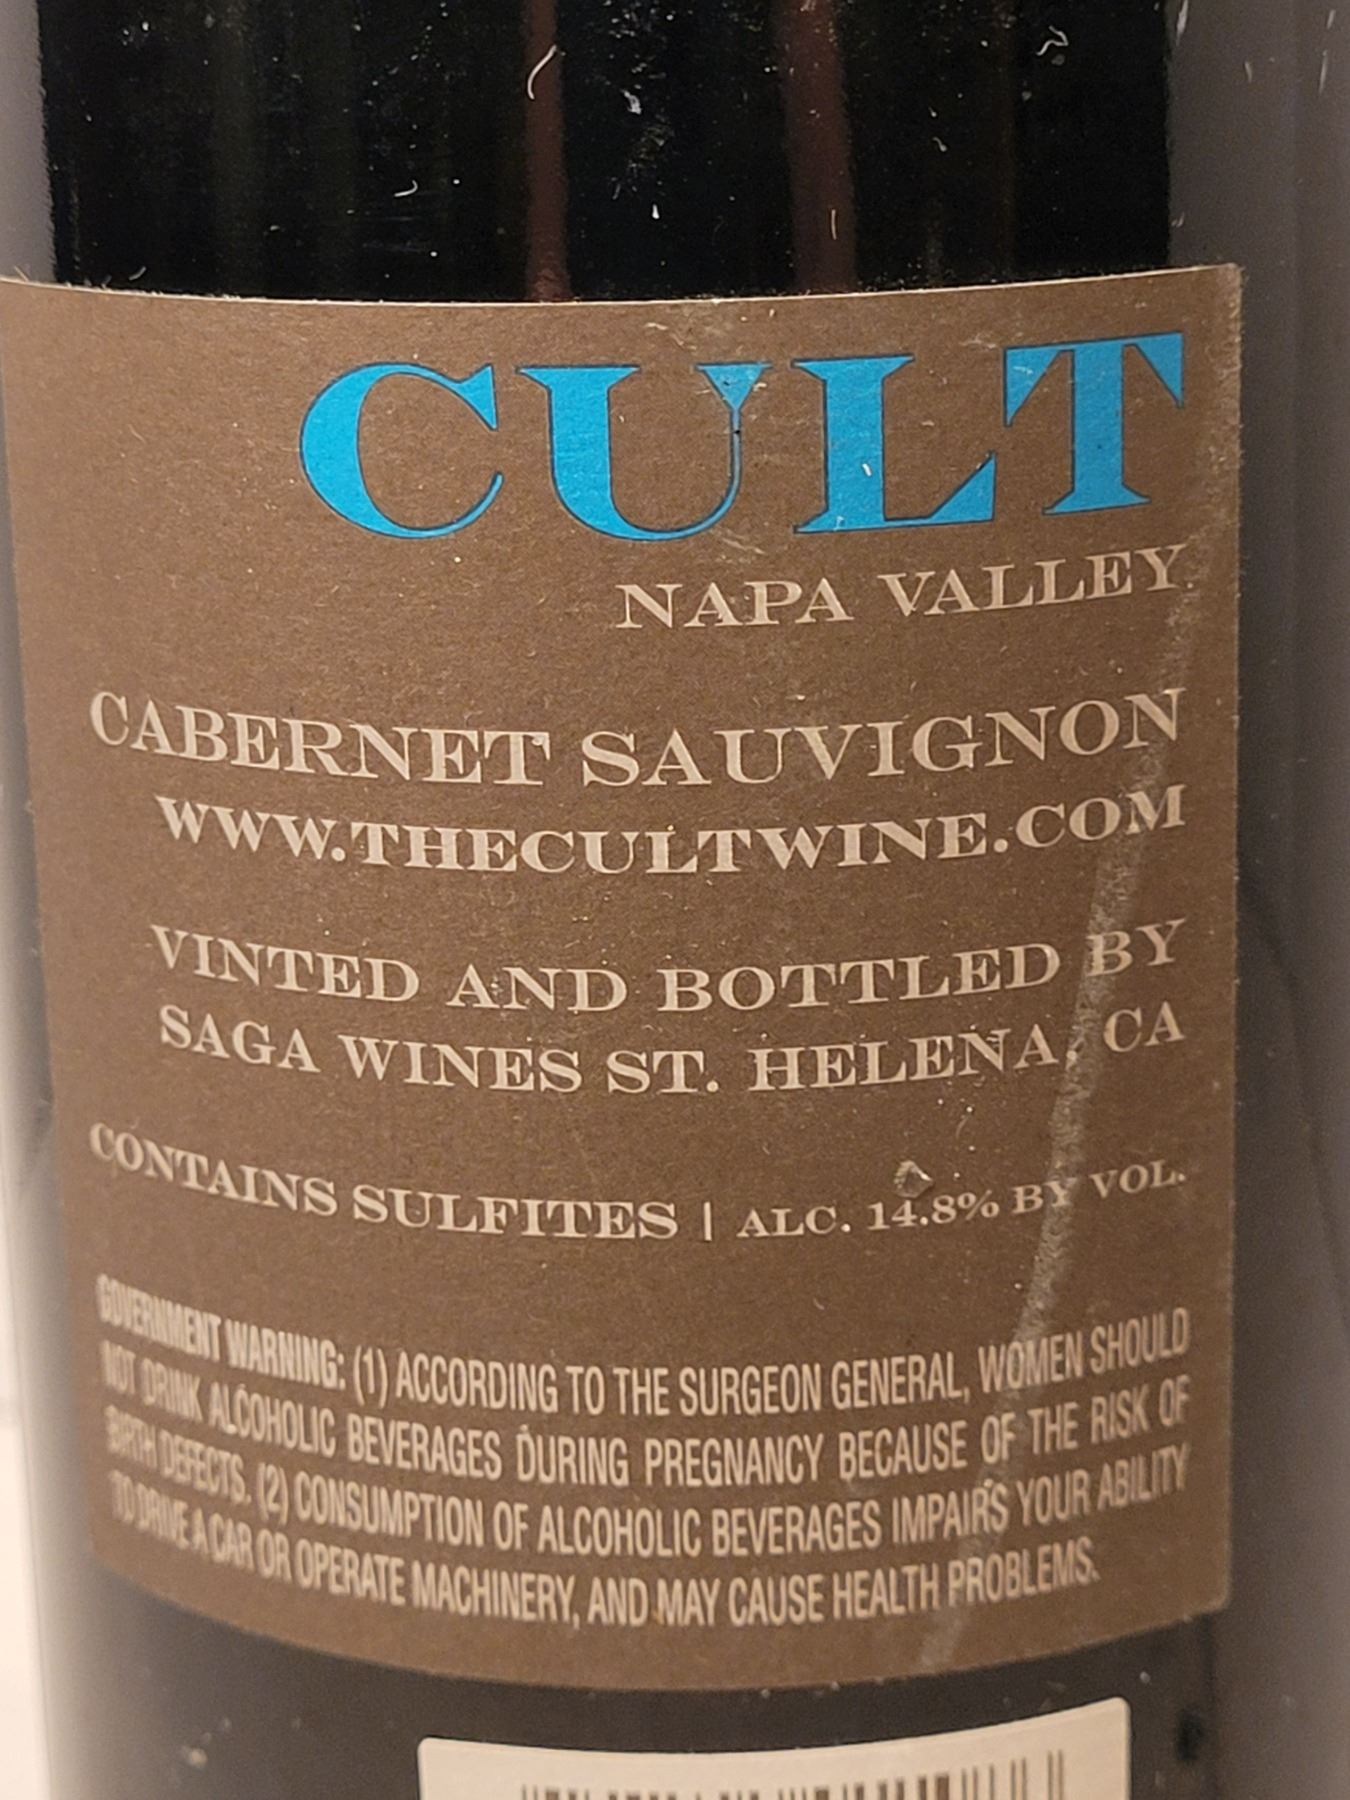 CULT
NAPA VALLEY
CABERNET SAUVIGNON
WWW.THECULTWINE.COM
VINTED AND BOTTLED BY
SAGA WINES ST. HELENA, CA
CONTAINS SULFITES | ALC. 14.8% BY VOL.
GOVERNMENT WARNING: (1) ACCORDING TO THE SURGEON GENERAL, WOMEN SHOULD
NOT DRINK ALCOHOLIC BEVERAGES DURING PREGNANCY BECAUSE OF THE RISK OF
BIRTH DEFECTS. (2) CONSUMPTION OF ALCOHOLIC BEVERAGES IMPAIRS YOUR ABILITY
TO DRIVE A CAR OR OPERATE MACHINERY, AND MAY CAUSE HEALTH PROBLEMS.